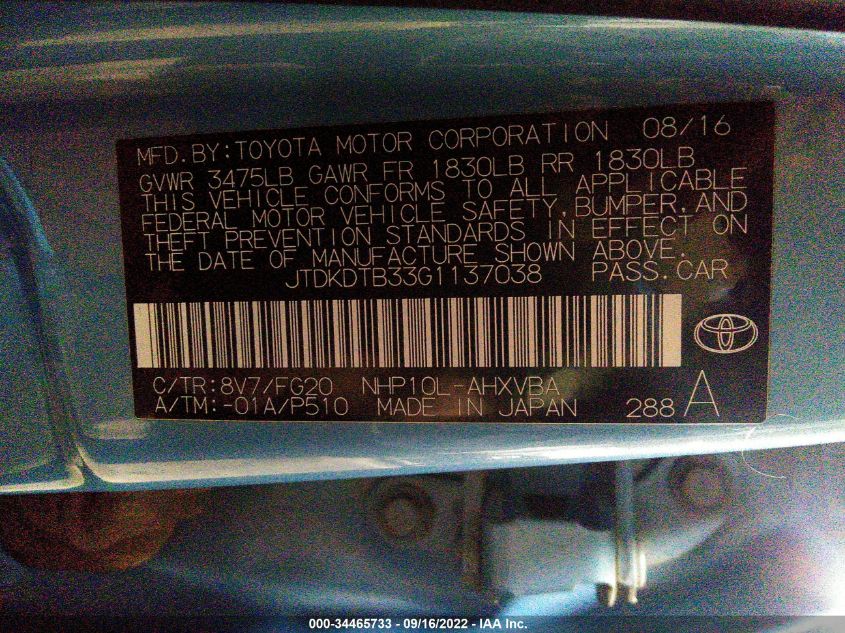 MFD. BY: TOYOTA MOTOR CORPORATION 08/16
GVWR 3475LB GAWR FR 1830LB RR 1830LB
THIS VEHICLE CONFORMS TO ALL APPLICABLE
FEDERAL MOTOR VEHICLE SAFETY, BUMPER, AND
THEFT PREVENTION STANDARDS IN EFFECT ON
THE DATE OF MANUFACTURE SHOWN ABOVE.
JTDKDTB33G1137038 PASS. CAR
C/TR: 8V7/FG20 NHP10L-AHXVBA
A/TM: -01A/P510 MADE IN JAPAN 288 A
000-34465733 - 09/16/2022 - IAA Inc.